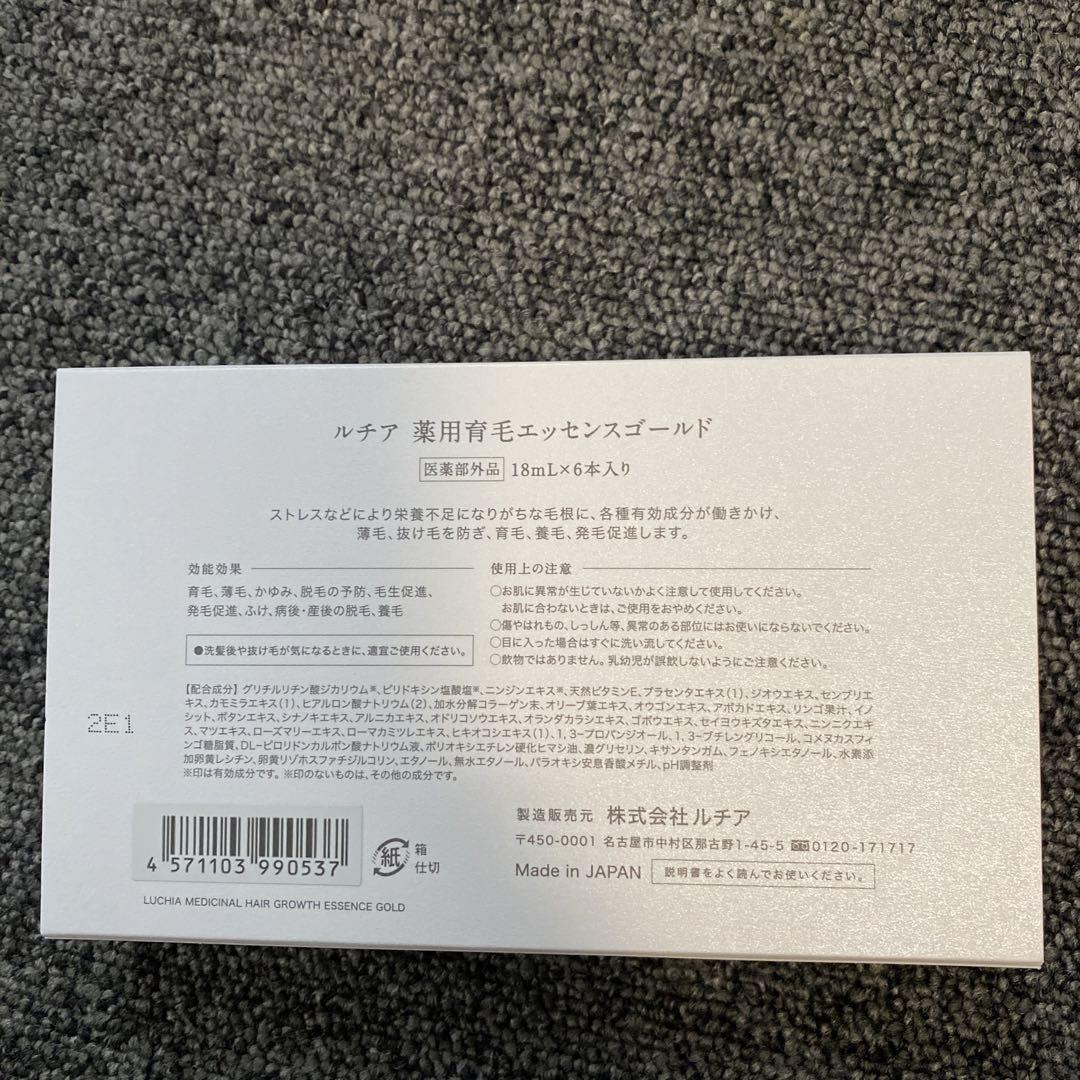 ルチア 薬用育毛エッセンスゴールド
医薬部外品 18mL×6本入り
ストレスなどにより栄養不足になりがちな毛根に、各種有効成分が働きかけ、
薄毛、抜け毛を防ぎ、育毛、養毛、発毛促進します。
効能効果
育毛、薄毛、かゆみ、脱毛の予防、毛生促進、
発毛促進、ふけ、病後・産後の脱毛、養毛
●洗髪後や抜け毛が気になるときに、適宜ご使用ください。
使用上の注意
○お肌に異常が生じていないかよく注意して使用してください。
お肌に合わないときは、ご使用をおやめください。
○傷やはれもの、しっしん等、異常のある部位にはお使いにならないでください。
○目に入った場合はすぐに洗い流してください。
○飲物ではありません。乳幼児が誤飲しないようにご注意ください。
【配合成分】グリチルリチン酸ジカリウム※、ピリドキシン塩酸塩※、ニンジンエキス※、天然ビタミンE、プラセンタエキス(1)、ジオウエキス、センブリエ
キス、カモミラエキス(1)、ヒアルロン酸ナトリウム(2)、加水分解コラーゲン末、オリーブ葉エキス、オウゴンエキス、アボカドエキス、リンゴ果汁、イノ
シット、ボタンエキス、シナノキエキス、アルニカエキス、オドリコソウエキス、オランダカラシエキス、ゴボウエキス、セイヨウキズタエキス、ニンニクエキ
ス、マツエキス、ローズマリーエキス、ローマカミツレエキス、ヒキオコシエキス(1)、1,3-プロパンジオール、1,3-ブチレングリコール、コメヌカスフィ
ンゴ糖脂質、DL-ピロリドンカルボン酸ナトリウム液、ポリオキシエチレン硬化ヒマシ油、濃グリセリン、キサンタンガム、フェノキシエタノール、水素添
加卵黄レシチン、卵黄リゾホスファチジルコリン、エタノール、無水エタノール、パラオキシ安息香酸メチル、pH調整剤
※印は有効成分です。※印のないものは、その他の成分です。
2E1
4 571103 990537
紙
箱
仕切
LUCHIA MEDICINAL HAIR GROWTH ESSENCE GOLD
製造販売元 株式会社ルチア
〒450-0001 名古屋市中村区那古野1-45-5 0120-171717
Made in JAPAN 説明書をよく読んでお使いください。